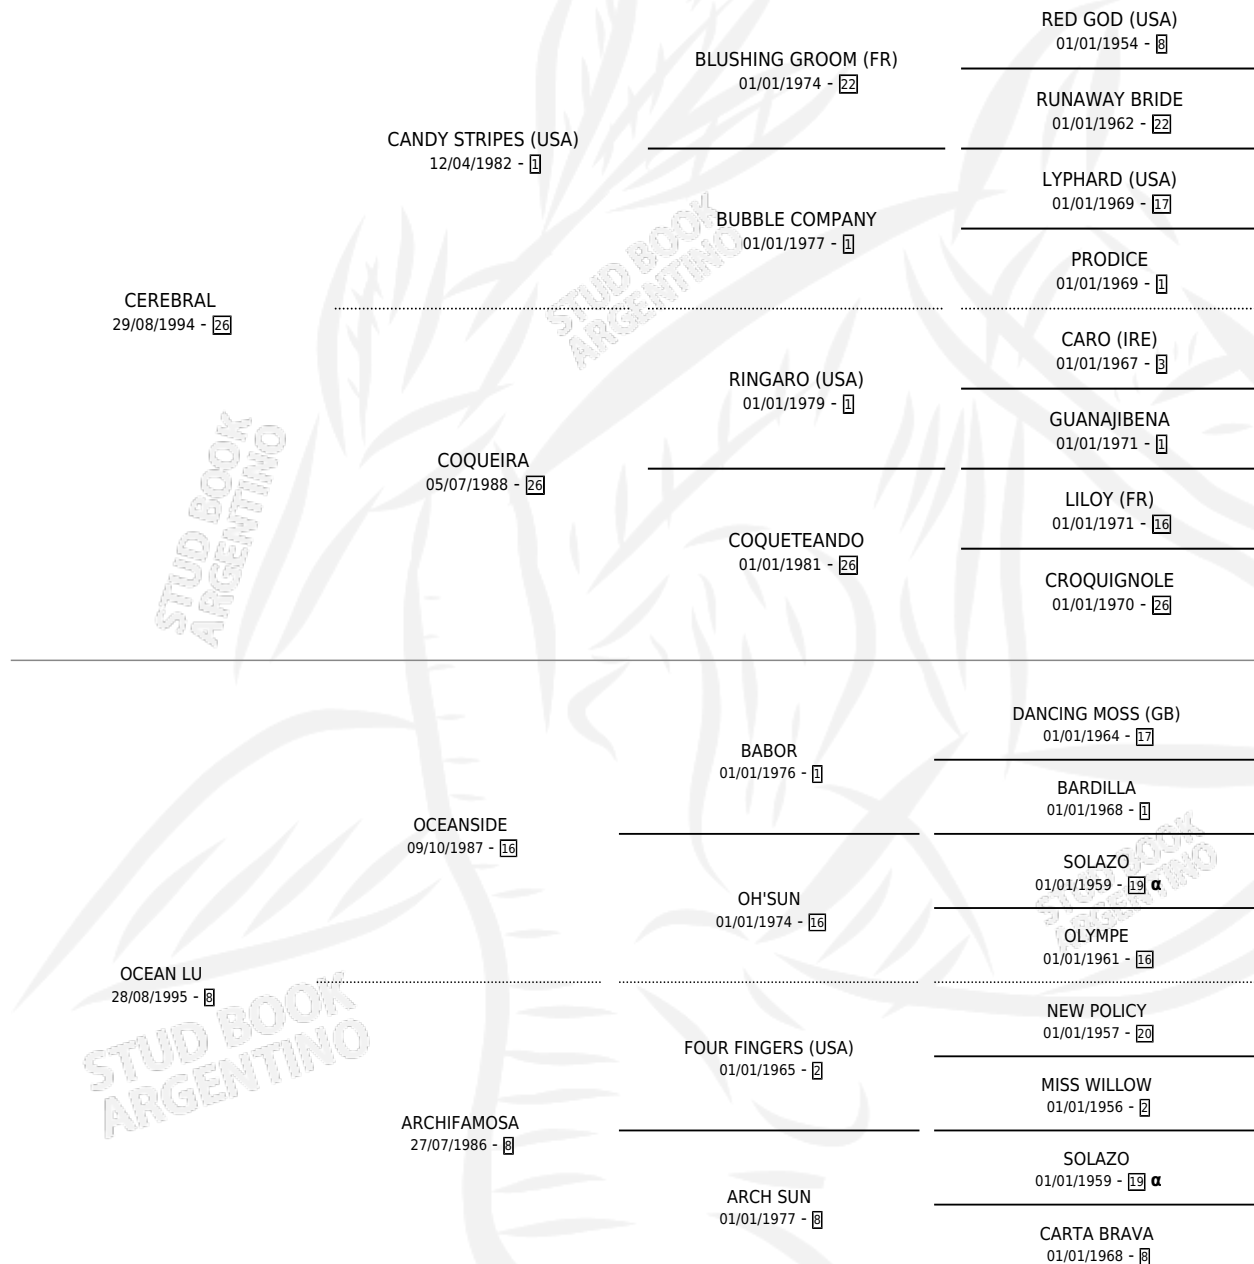 RED GOD (USA)
01/01/1954 - 8
BLUSHING GROOM (FR)
01/01/1974 - 22
RUNAWAY BRIDE
01/01/1962 - 22
CANDY STRIPES (USA)
12/04/1982 - 1
LYPHARD (USA)
01/01/1969 - 17
BUBBLE COMPANY
01/01/1977 - 1
PRODICE
01/01/1969 - 1
CEREBRAL
29/08/1994 - 26
CARO (IRE)
01/01/1967 - 3
RINGARO (USA)
01/01/1979 - 1
GUANAJIBENA
01/01/1971 - 1
COQUEIRA
05/07/1988 - 26
LILOY (FR)
01/01/1971 - 16
COQUETEANDO
01/01/1981 - 26
CROQUIGNOLE
01/01/1970 - 26
DANCING MOSS (GB)
01/01/1964 - 17
BABOR
01/01/1976 - 1
BARDILLA
01/01/1968 - 1
OCEANSIDE
09/10/1987 - 16
SOLAZO
01/01/1959 - 19 α
OH'SUN
01/01/1974 - 16
OLYMPE
01/01/1961 - 16
OCEAN LU
28/08/1995 - 8
NEW POLICY
01/01/1957 - 20
FOUR FINGERS (USA)
01/01/1965 - 2
MISS WILLOW
01/01/1956 - 2
ARCHIFAMOSA
27/07/1986 - 8
SOLAZO
01/01/1959 - 19 α
ARCH SUN
01/01/1977 - 8
CARTA BRAVA
01/01/1968 - 8
STUD BOOK
ARGENTINO
STUD BOOK
ARGENTINO
STUD BOOK
ARGENTINO
STUD BOOK
ARGENTINO